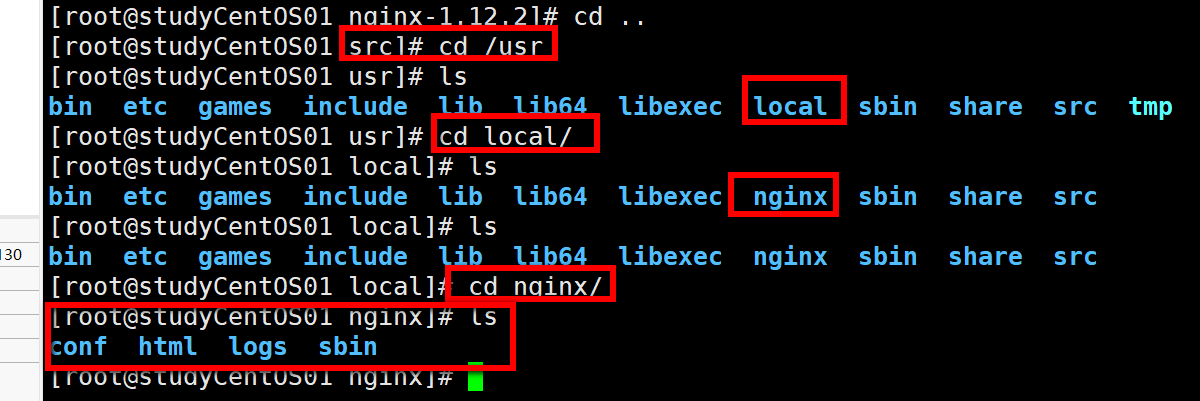 [root@studyCentOS01 nginx-1.12.2]# cd ..
[root@studyCentOS01 src]# cd /usr
[root@studyCentOS01 usr]# ls
bin  etc  games  include  lib  lib64  libexec  local  sbin  share  src  tmp
[root@studyCentOS01 usr]# cd local/
[root@studyCentOS01 local]# ls
bin  etc  games  include  lib  lib64  libexec  nginx  sbin  share  src
[root@studyCentOS01 local]# ls
130
bin  etc  games  include  lib  lib64  libexec  nginx  sbin  share  src
[root@studyCentOS01 local]# cd nginx/
[root@studyCentOS01 nginx]# ls
conf  html  logs  sbin
[root@studyCentOS01 nginx]#